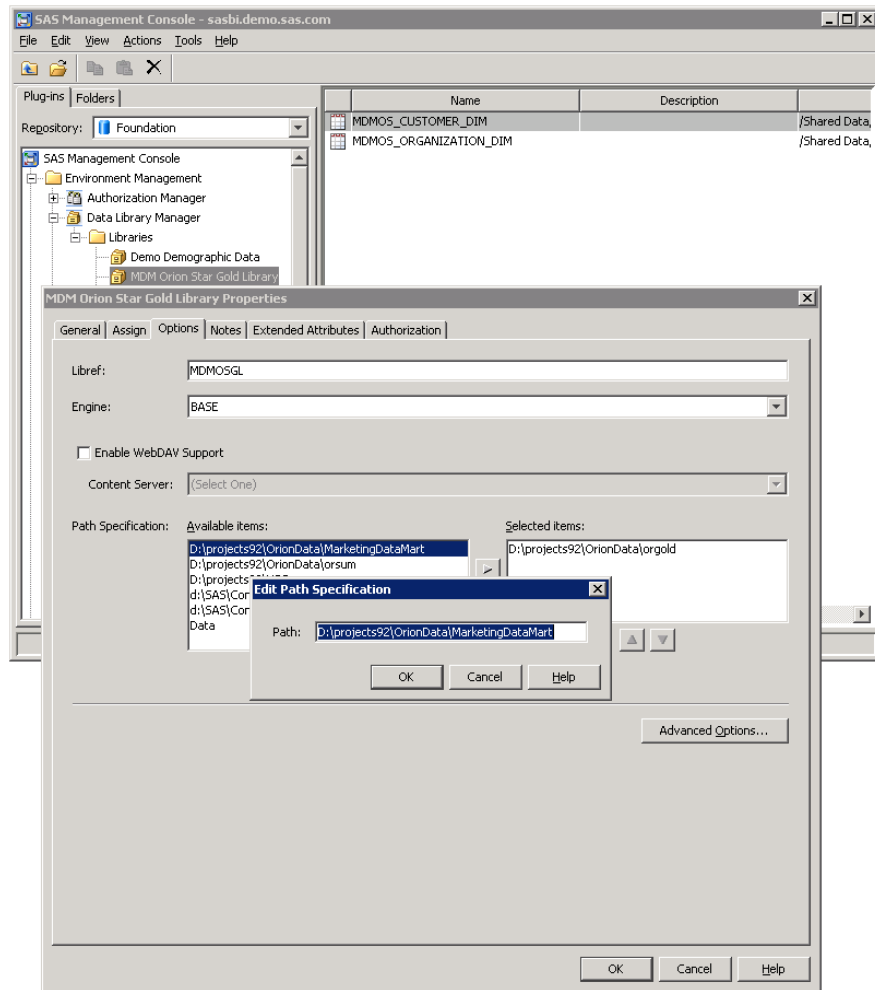 SAS Management Console - sasbi.demo.sas.com
File Edit View Actions Tools Help
Plug-ins Folders
Repository: Foundation
Name Description
MDMOS_CUSTOMER_DIM /Shared Data,
MDMOS_ORGANIZATION_DIM /Shared Data,
SAS Management Console
Environment Management
Authorization Manager
Data Library Manager
Libraries
Demo Demographic Data
MDM Orion Star Gold Library
MDM Orion Star Gold Library Properties
General Assign Options Notes Extended Attributes Authorization
Libref: MDMOSGL
Engine: BASE
Enable WebDAV Support
Content Server: (Select One)
Path Specification: Available items: Selected items:
D:\projects92\OrionData\MarketingDataMart D:\projects92\OrionData\orgold
D:\projects92\OrionData\orsum
D:\projects92
d:\SAS\Con
d:\SAS\Con
Data
Edit Path Specification
Path: D:\projects92\OrionData\MarketingDataMart
OK Cancel Help
Advanced Options...
OK Cancel Help